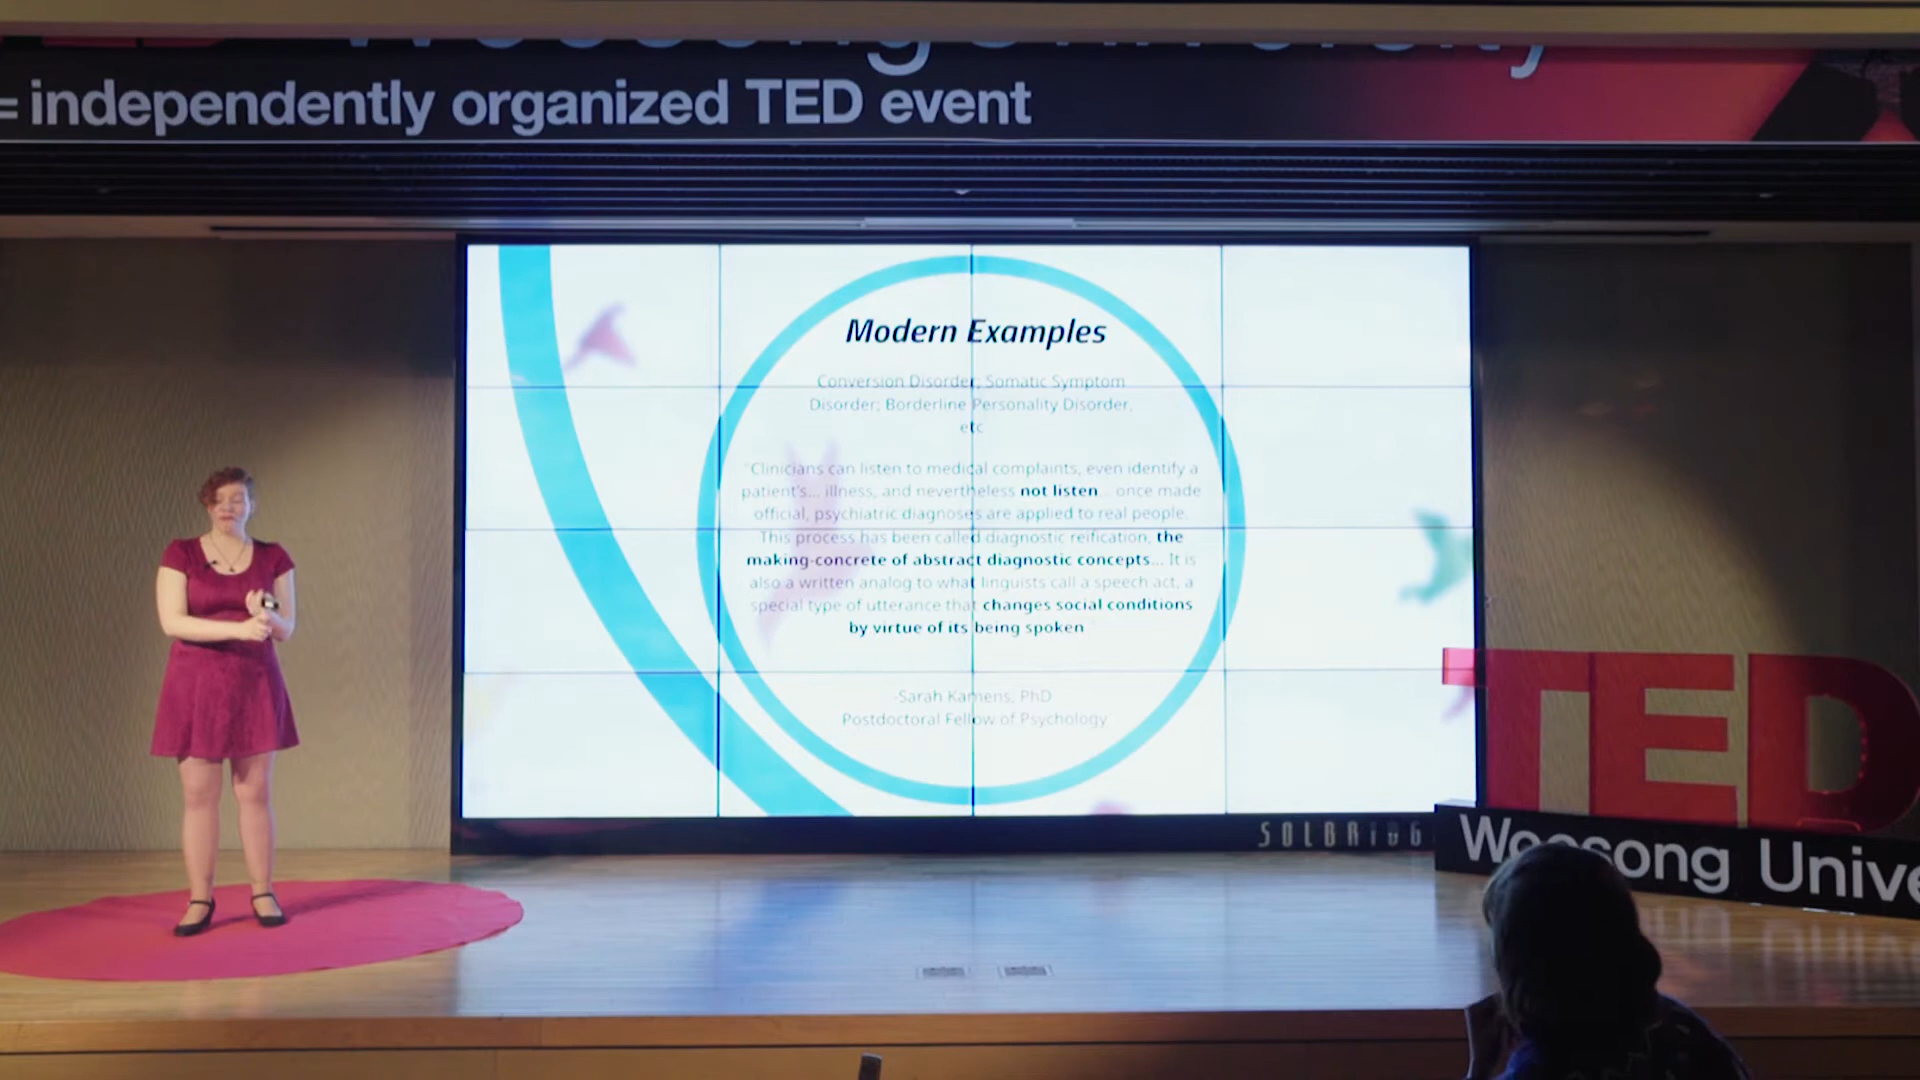 = independently organized TED event
Modern Examples
Conversion Disorder; Somatic Symptom
Disorder; Borderline Personality Disorder,
etc
"Clinicians can listen to medical complaints, even identify a
patient's... illness, and nevertheless not listen... once made
official, psychiatric diagnoses are applied to real people.
This process has been called diagnostic reification, the
making-concrete of abstract diagnostic concepts... It is
also a written analog to what linguists call a speech act, a
special type of utterance that changes social conditions
by virtue of its being spoken"
-Sarah Kamens, PhD
Postdoctoral Fellow of Psychology
SOLBRIDG
TED
Woosong Unive